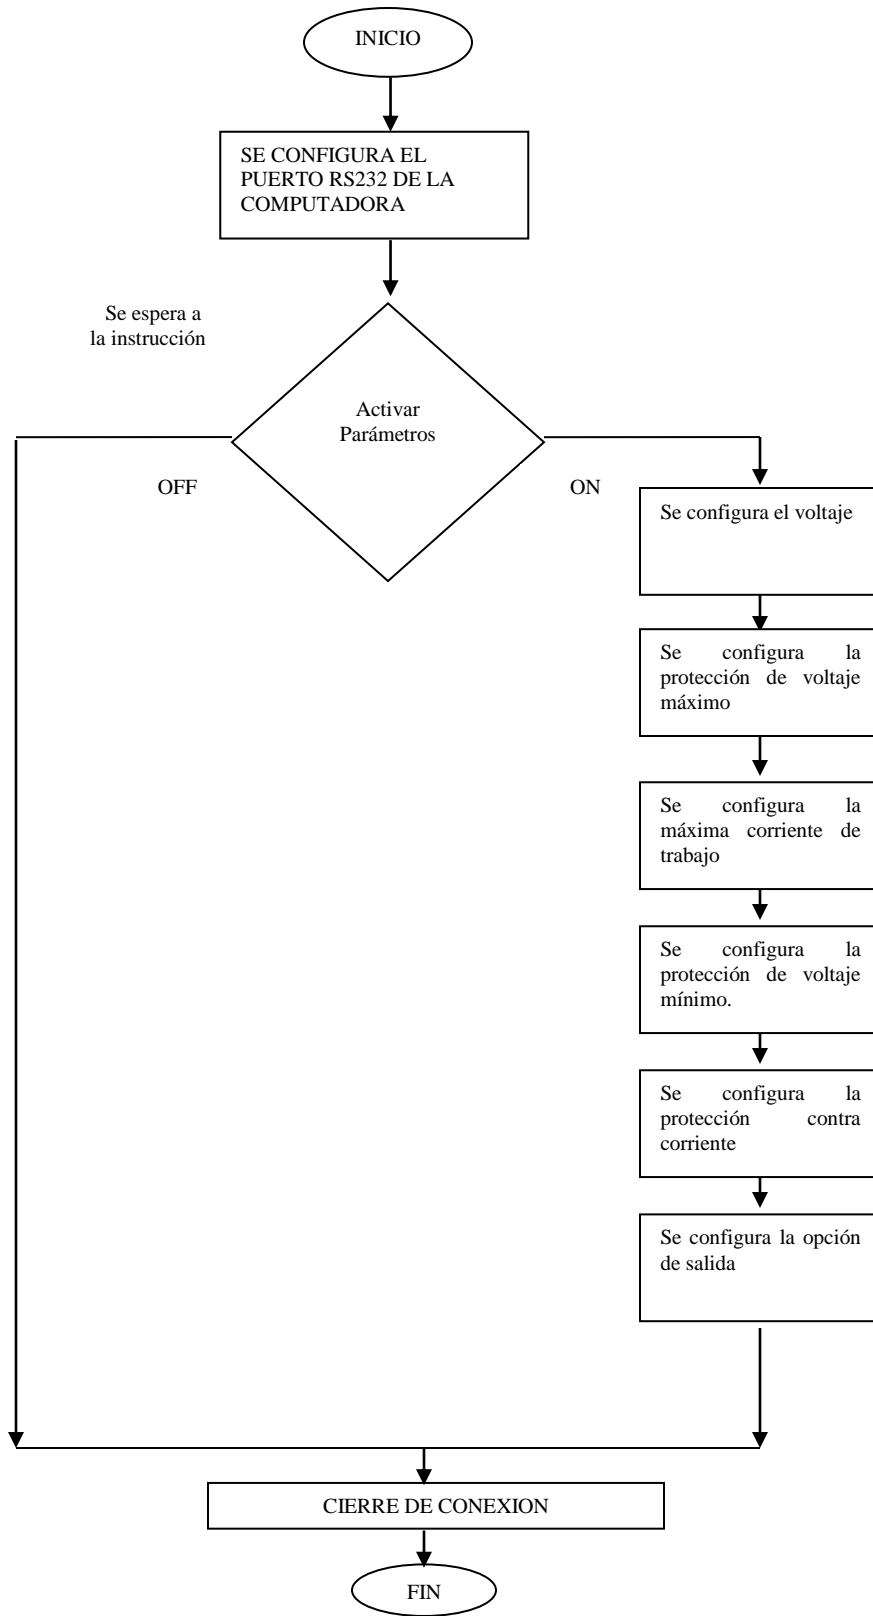 INICIO
SE CONFIGURA EL
PUERTO RS232 DE LA
COMPUTADORA
Se espera a
la instrucción
Activar
Parámetros
OFF
ON
Se configura el voltaje
Se configura la
protección de voltaje
máximo
Se configura la
máxima corriente de
trabajo
Se configura la
protección de voltaje
mínimo.
Se configura la
protección contra
corriente
Se configura la opción
de salida
CIERRE DE CONEXION
FIN